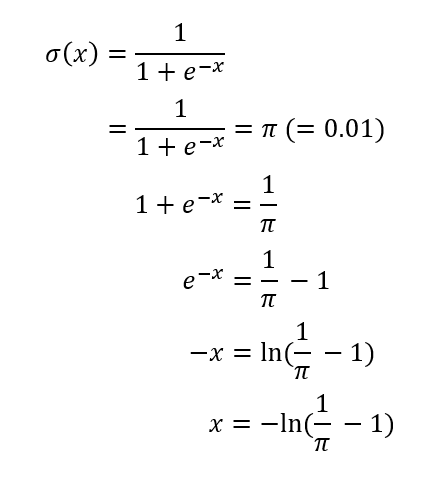 σ(x) = 1 / (1 + e^{−x})
= 1 / (1 + e^{−x}) = π (= 0.01)
1 + e^{−x} = 1/π
e^{−x} = 1/π − 1
−x = ln(1/π − 1)
x = −ln(1/π − 1)